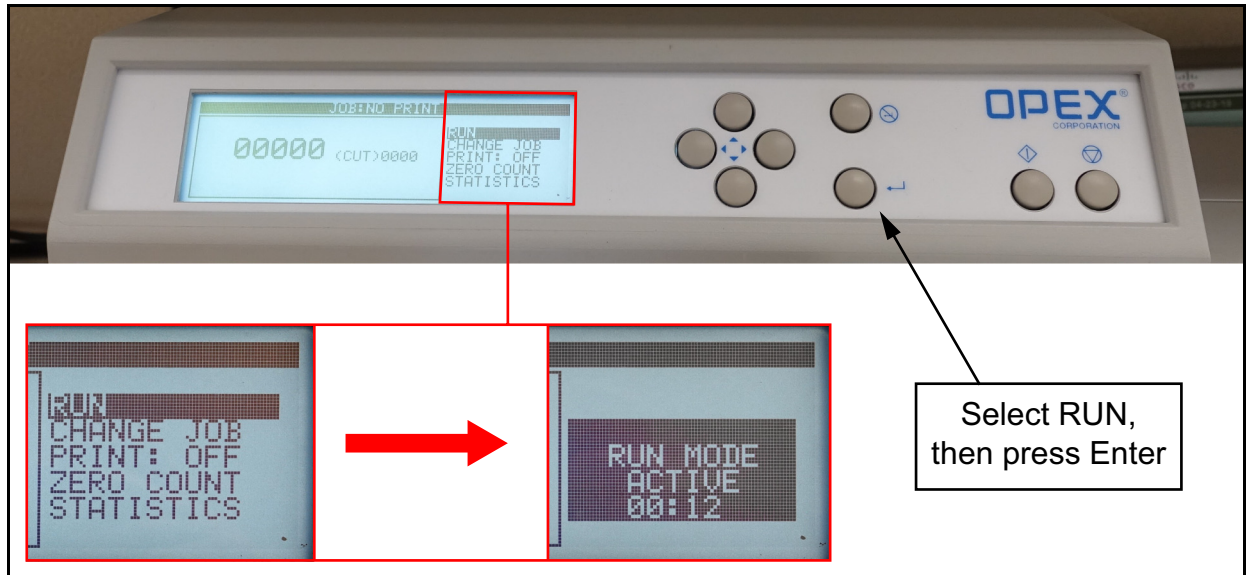 JOB:NO PRINT
00000 (CUT)0000
RUN
CHANGE JOB
PRINT: OFF
ZERO COUNT
STATISTICS
OPEX®
CORPORATION
RUN
CHANGE JOB
PRINT: OFF
ZERO COUNT
STATISTICS
RUN MODE
ACTIVE
00:12
Select RUN,
then press Enter